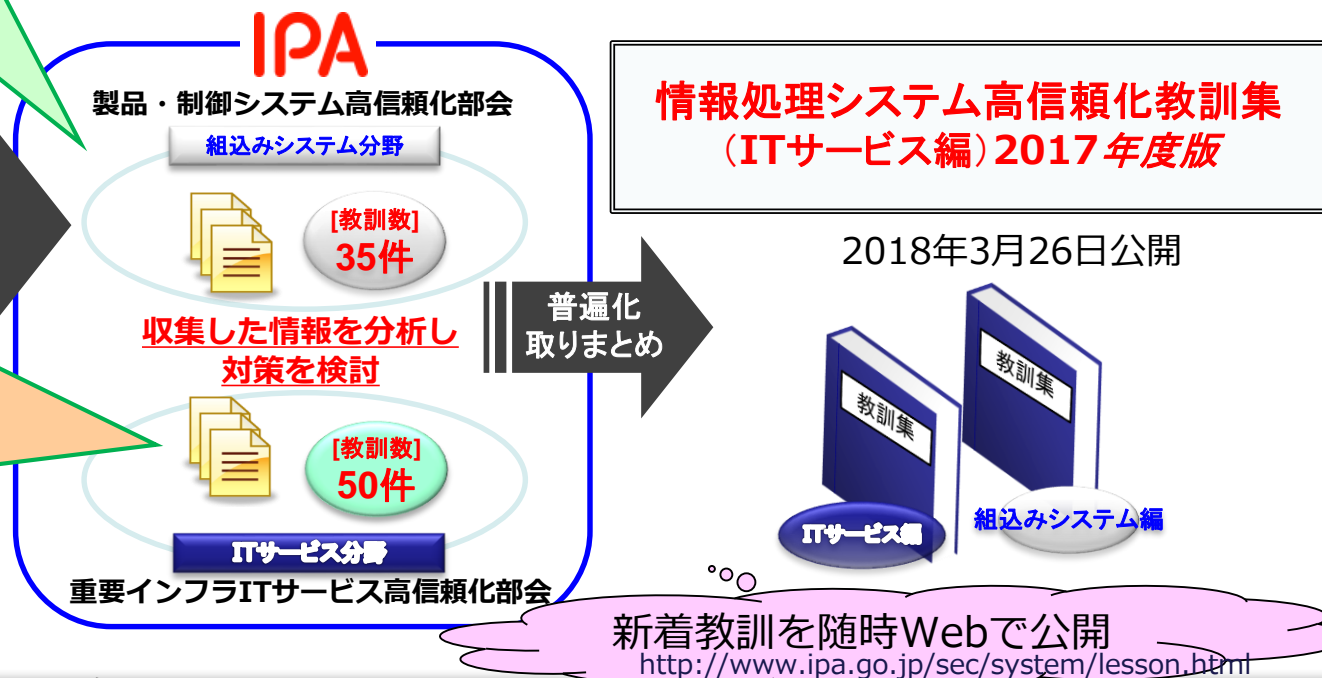 IPA
製品・制御システム高信頼化部会
組込みシステム分野
[教訓数]
35件
収集した情報を分析し
対策を検討
[教訓数]
50件
ITサービス分野
重要インフラITサービス高信頼化部会
普遍化
取りまとめ
情報処理システム高信頼化教訓集
（ITサービス編）2017年度版
2018年3月26日公開
教訓集
教訓集
ITサービス編
組込みシステム編
新着教訓を随時Webで公開
http://www.ipa.go.jp/sec/system/lesson.html